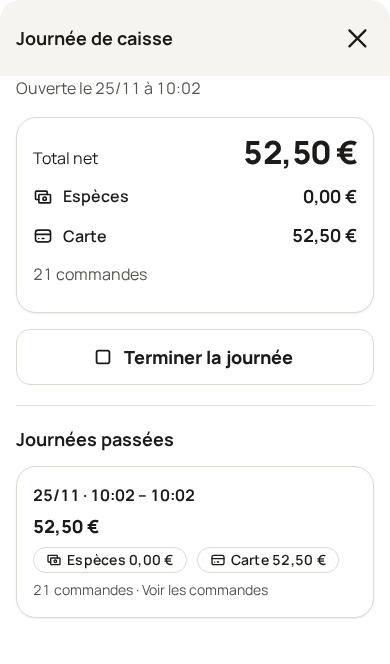 Journée de caisse
Ouverte le 25/11 à 10:02
Total net 52,50 €
Espèces 0,00 €
Carte 52,50 €
21 commandes
Terminer la journée
Journées passées
25/11 · 10:02 – 10:02
52,50 €
Espèces 0,00 € Carte 52,50 €
21 commandes · Voir les commandes